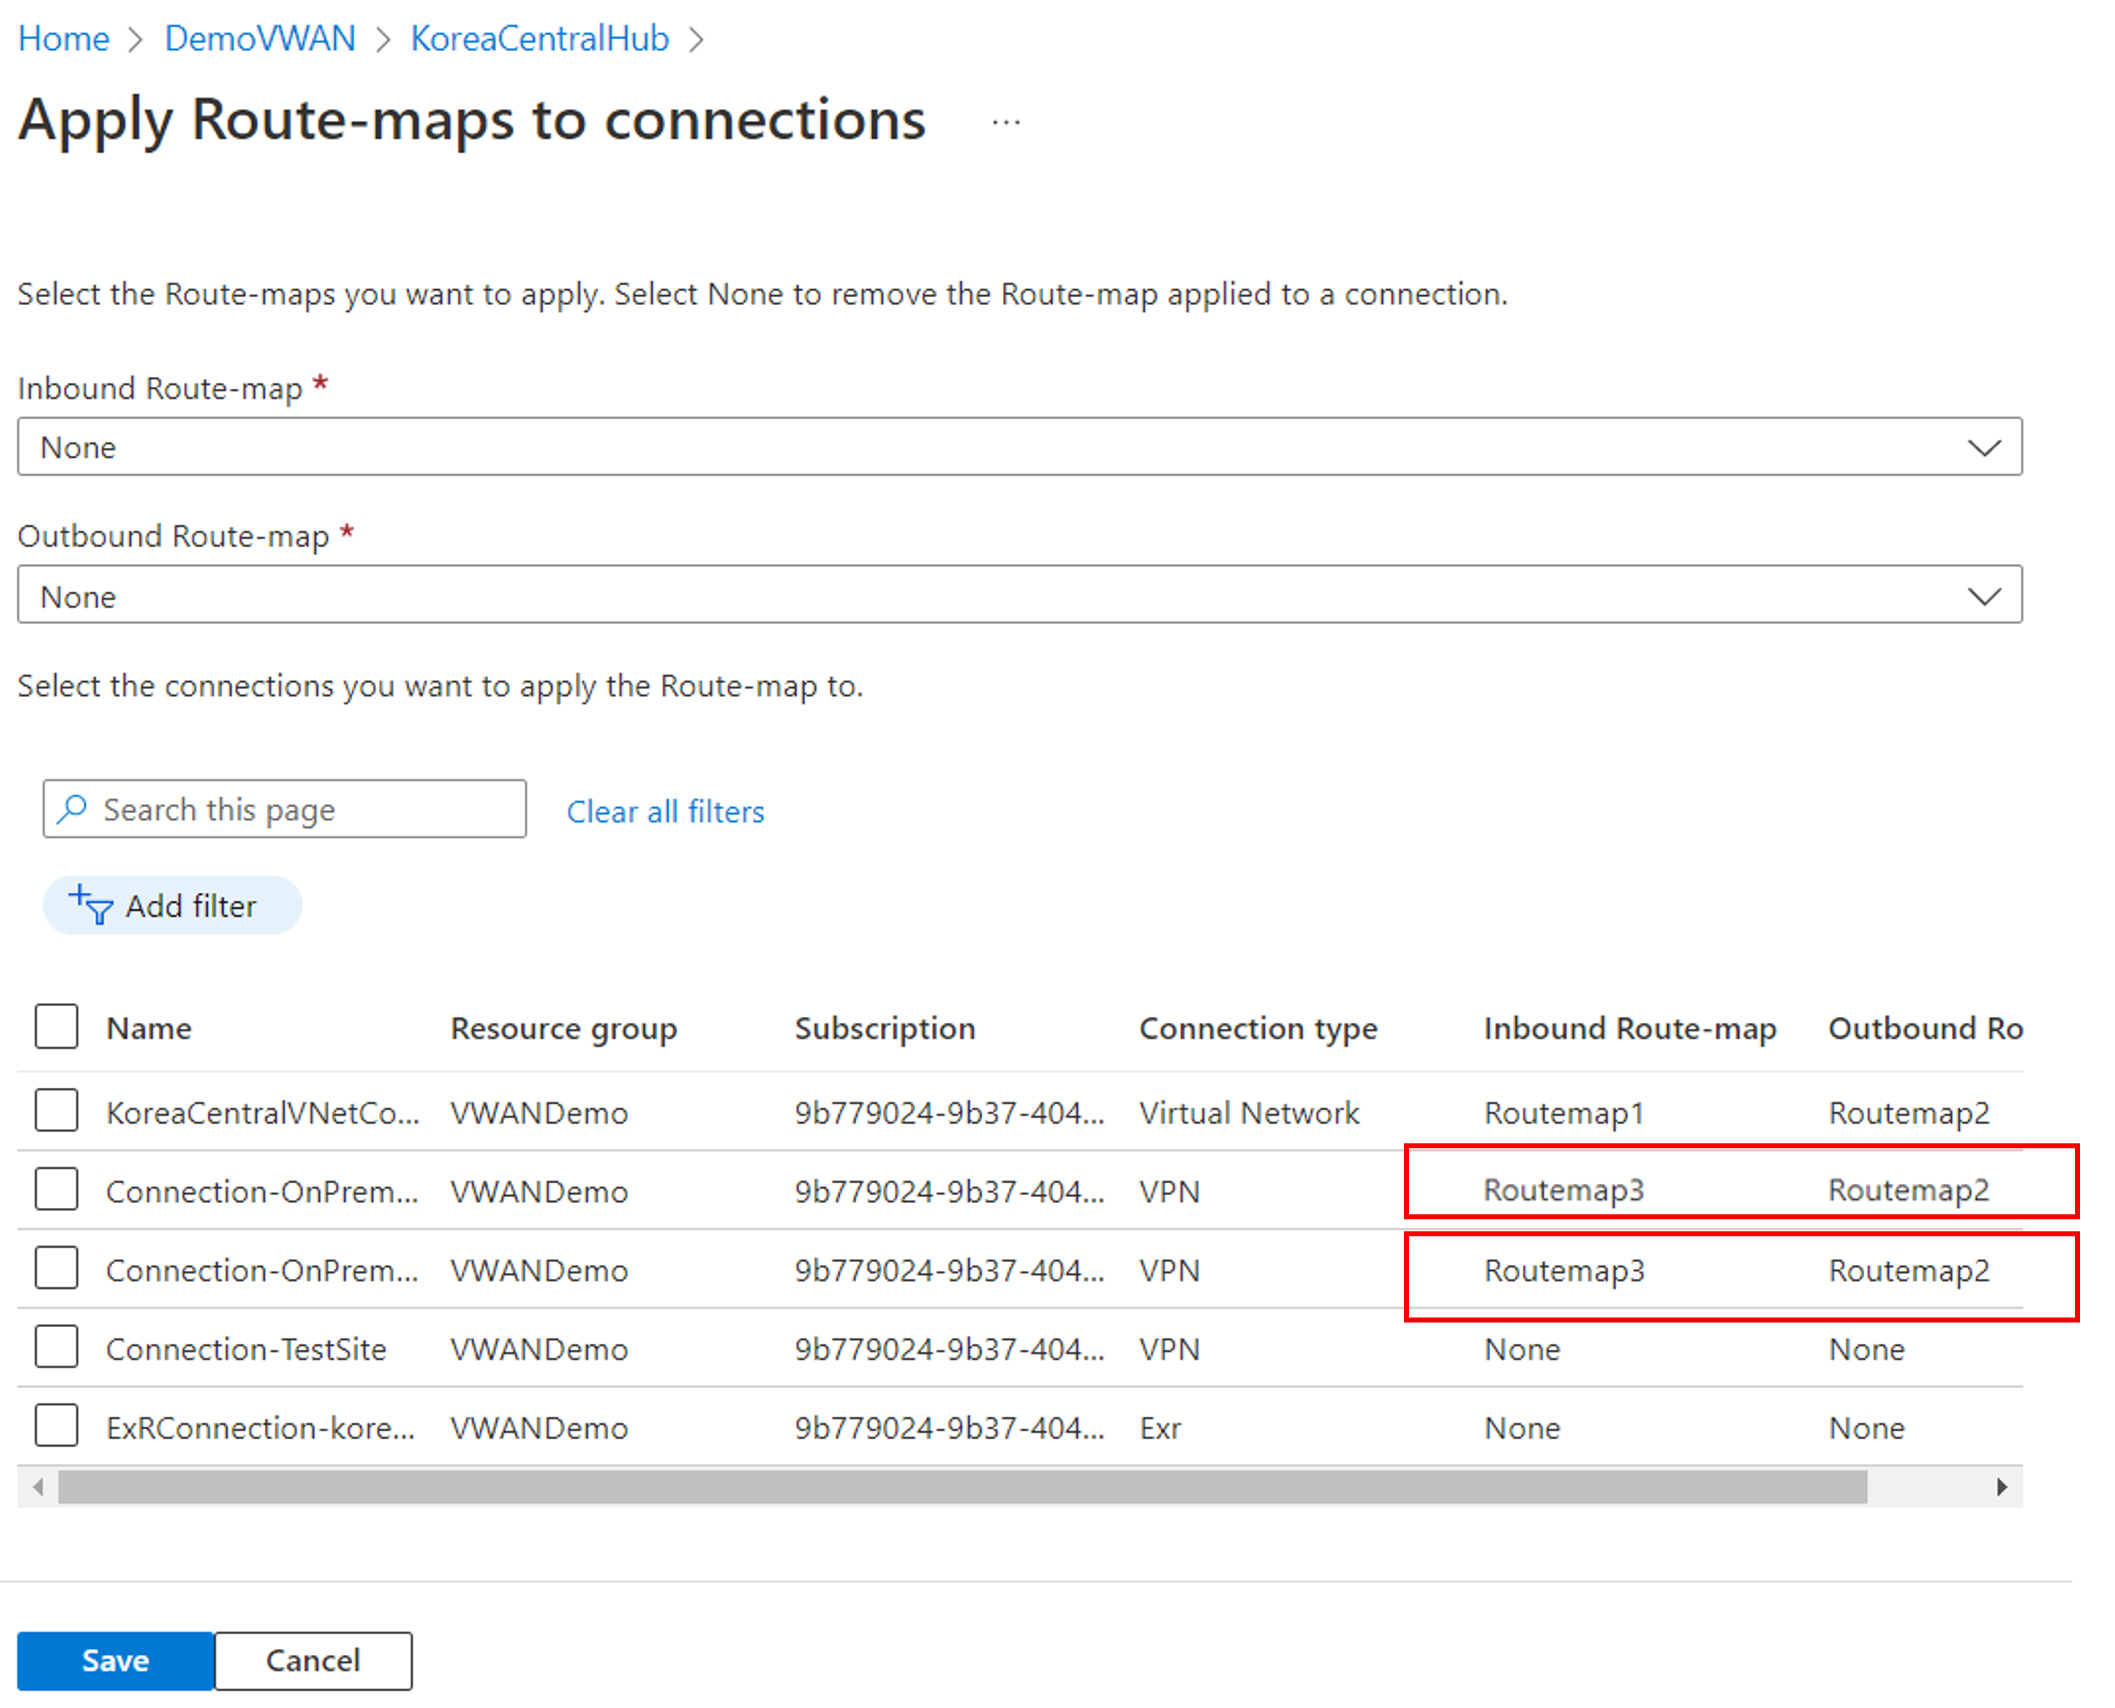 Home > DemoVWAN > KoreaCentralHub >
Apply Route-maps to connections ...
Select the Route-maps you want to apply. Select None to remove the Route-map applied to a connection.
Inbound Route-map *
None
Outbound Route-map *
None
Select the connections you want to apply the Route-map to.
Search this page Clear all filters
Add filter
Name Resource group Subscription Connection type Inbound Route-map Outbound Ro
KoreaCentralVNetCo... VWANDemo 9b779024-9b37-404... Virtual Network Routemap1 Routemap2
Connection-OnPrem... VWANDemo 9b779024-9b37-404... VPN Routemap3 Routemap2
Connection-OnPrem... VWANDemo 9b779024-9b37-404... VPN Routemap3 Routemap2
Connection-TestSite VWANDemo 9b779024-9b37-404... VPN None None
ExRConnection-kore... VWANDemo 9b779024-9b37-404... Exr None None
Save Cancel